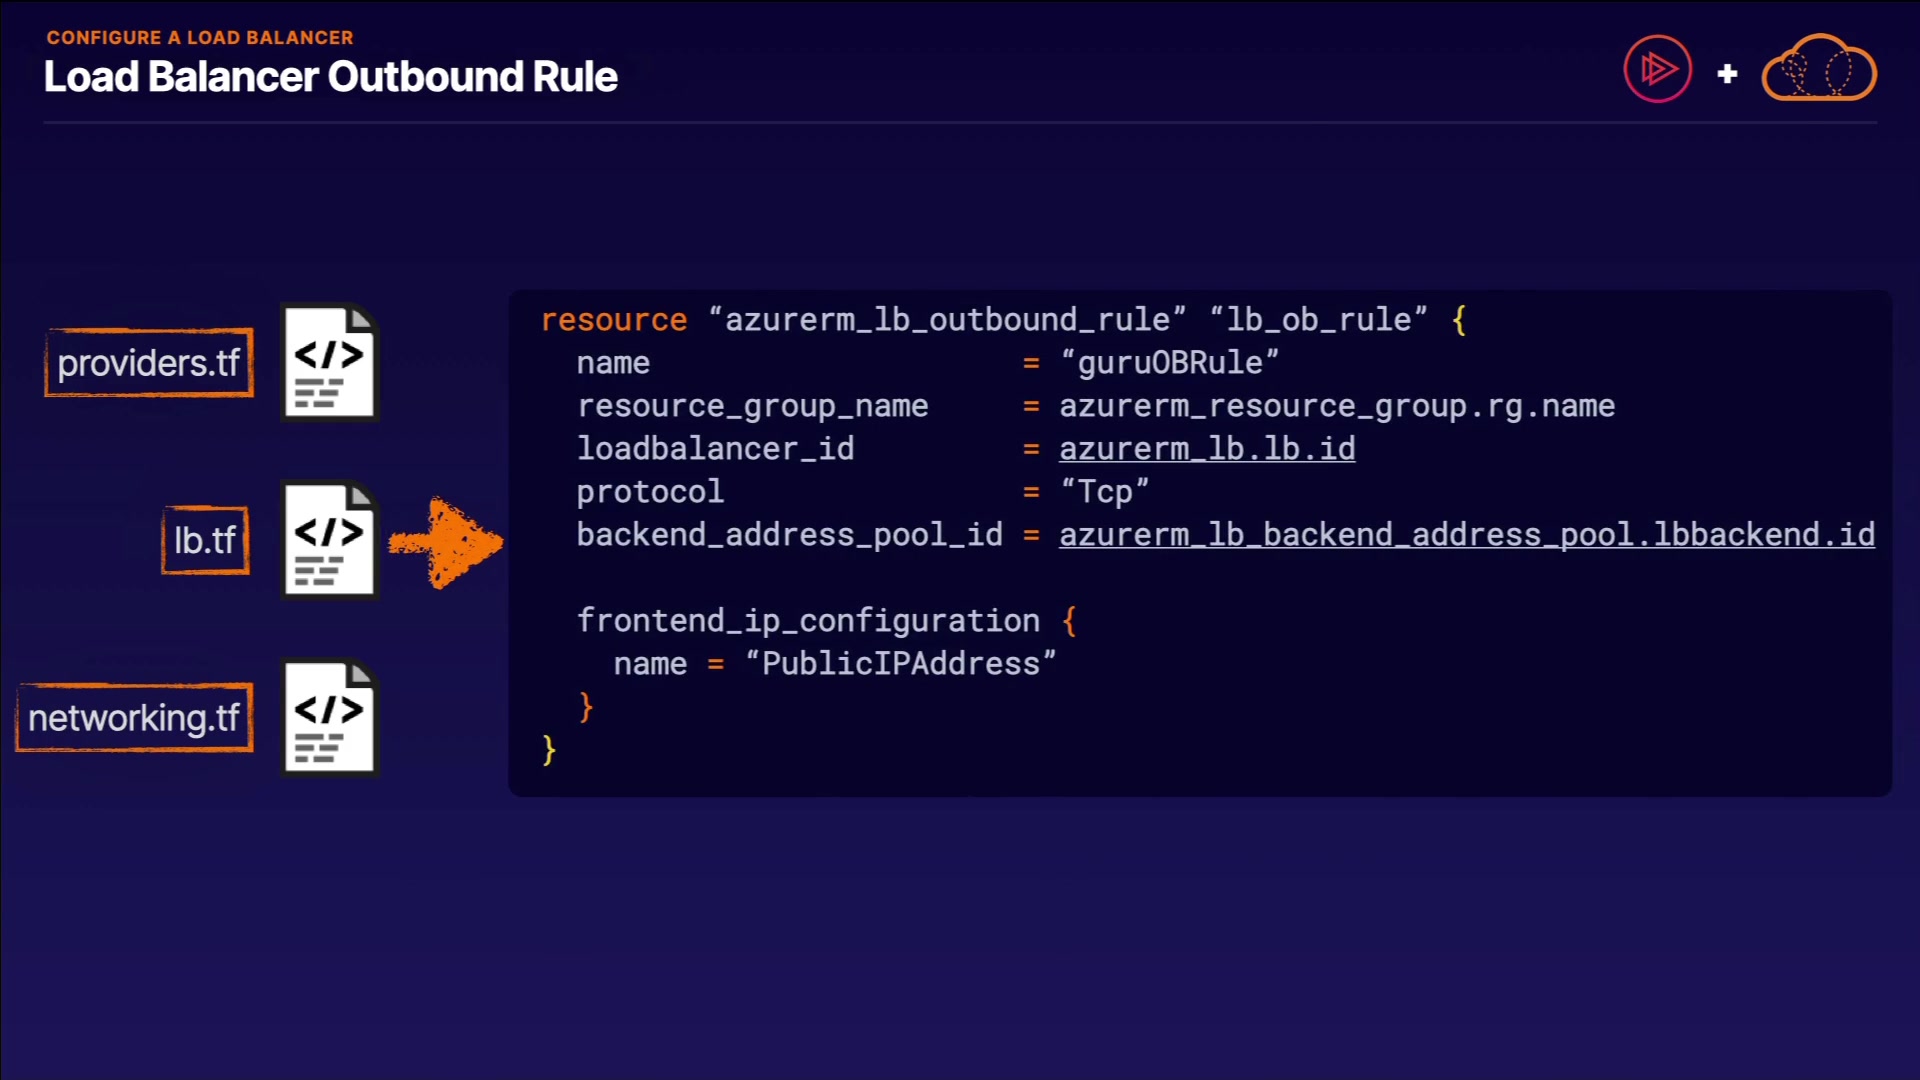 CONFIGURE A LOAD BALANCER
Load Balancer Outbound Rule
+
providers.tf
</>
lb.tf
</>
networking.tf
</>
resource “azurerm_lb_outbound_rule” “lb_ob_rule” {
  name                    = “guruOBRule”
  resource_group_name     = azurerm_resource_group.rg.name
  loadbalancer_id         = azurerm_lb.lb.id
  protocol                = “Tcp”
  backend_address_pool_id = azurerm_lb_backend_address_pool.lbbackend.id
  frontend_ip_configuration {
    name = “PublicIPAddress”
  }
}